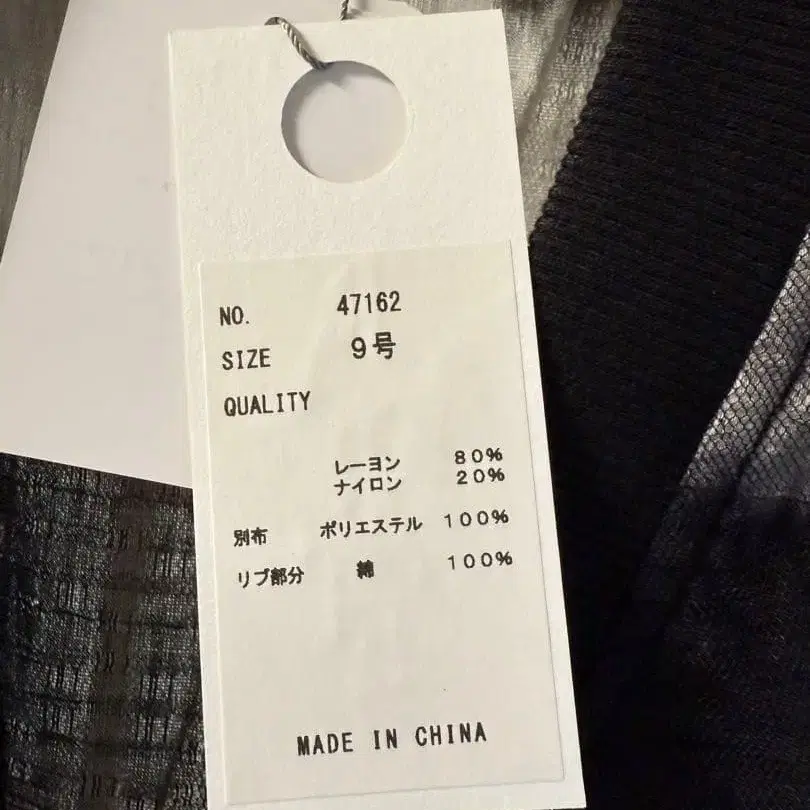 NO. 47162
SIZE 9号
QUALITY
レーヨン 80%
ナイロン 20%
別布 ポリエステル 100%
リブ部分 綿 100%
MADE IN CHINA